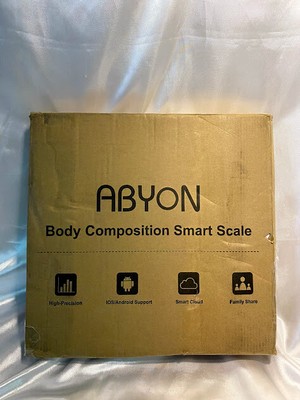 ABYON
Body Composition Smart Scale
High-Precision
IOS/Android Support
Smart Cloud
Family Share